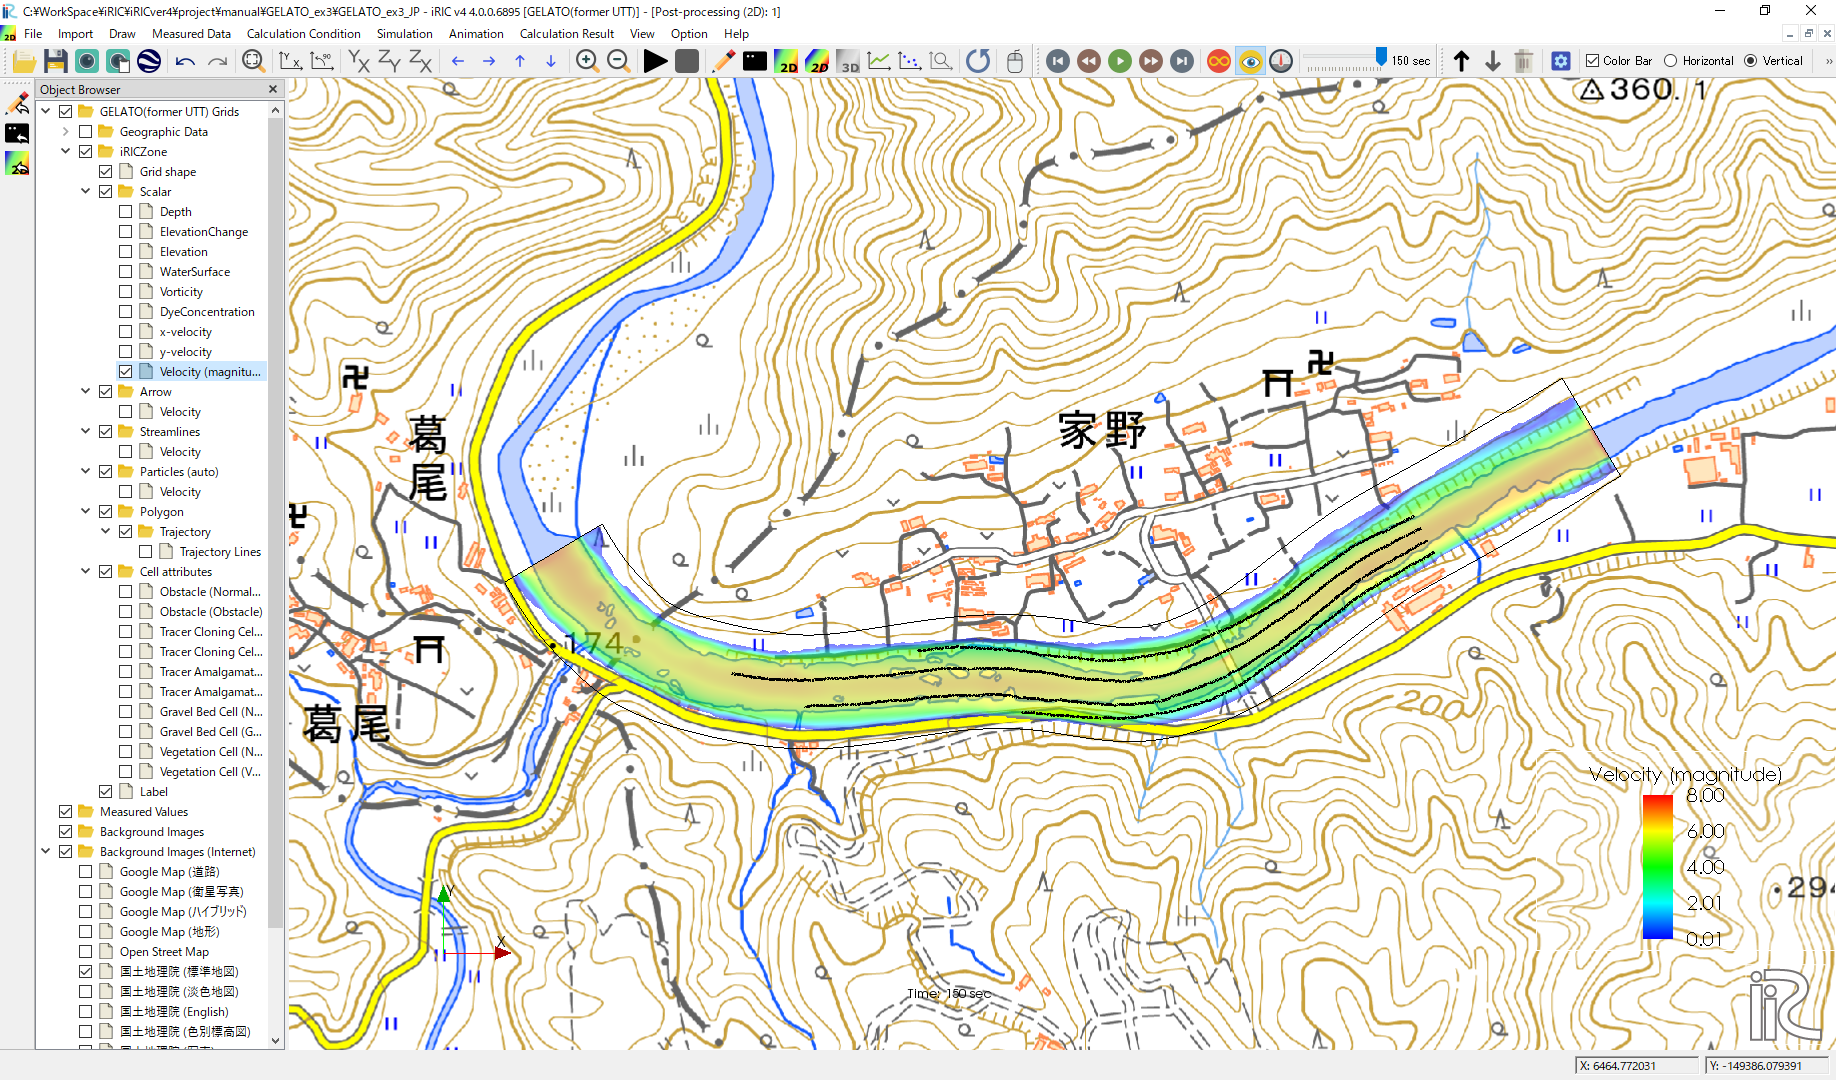 C:¥WorkSpace¥iRIC¥iRICver4¥project¥manual¥GELATO_ex3¥GELATO_ex3_JP - iRIC v4 4.0.0.6895 [GELATO(former UTT)] - [Post-processing (2D): 1]
File Import Draw Measured Data Calculation Condition Simulation Animation Calculation Result View Option Help
2D 2D 3D 150 sec Color Bar Horizontal Vertical
Object Browser
GELATO(former UTT) Grids
Geographic Data
iRICZone
Grid shape
Scalar
Depth
ElevationChange
Elevation
WaterSurface
Vorticity
DyeConcentration
x-velocity
y-velocity
Velocity (magnitu...
Arrow
Velocity
Streamlines
Velocity
Particles (auto)
Velocity
Polygon
Trajectory
Trajectory Lines
Cell attributes
Obstacle (Normal...
Obstacle (Obstacle)
Tracer Cloning Cel...
Tracer Cloning Cel...
Tracer Amalgamat...
Tracer Amalgamat...
Gravel Bed Cell (N...
Gravel Bed Cell (G...
Vegetation Cell (N...
Vegetation Cell (V...
Label
Measured Values
Background Images
Background Images (Internet)
Google Map (道路)
Google Map (衛星写真)
Google Map (ハイブリッド)
Google Map (地形)
Open Street Map
国土地理院 (標準地図)
国土地理院 (淡色地図)
国土地理院 (English)
国土地理院 (色別標高図)
360.1
家野
葛尾
174
葛尾
200
294
Velocity (magnitude)
8.00
6.00
4.00
2.01
0.01
Y
X
Time: 150 sec
iRIC
X: 6464.772031
Y: -149386.079391